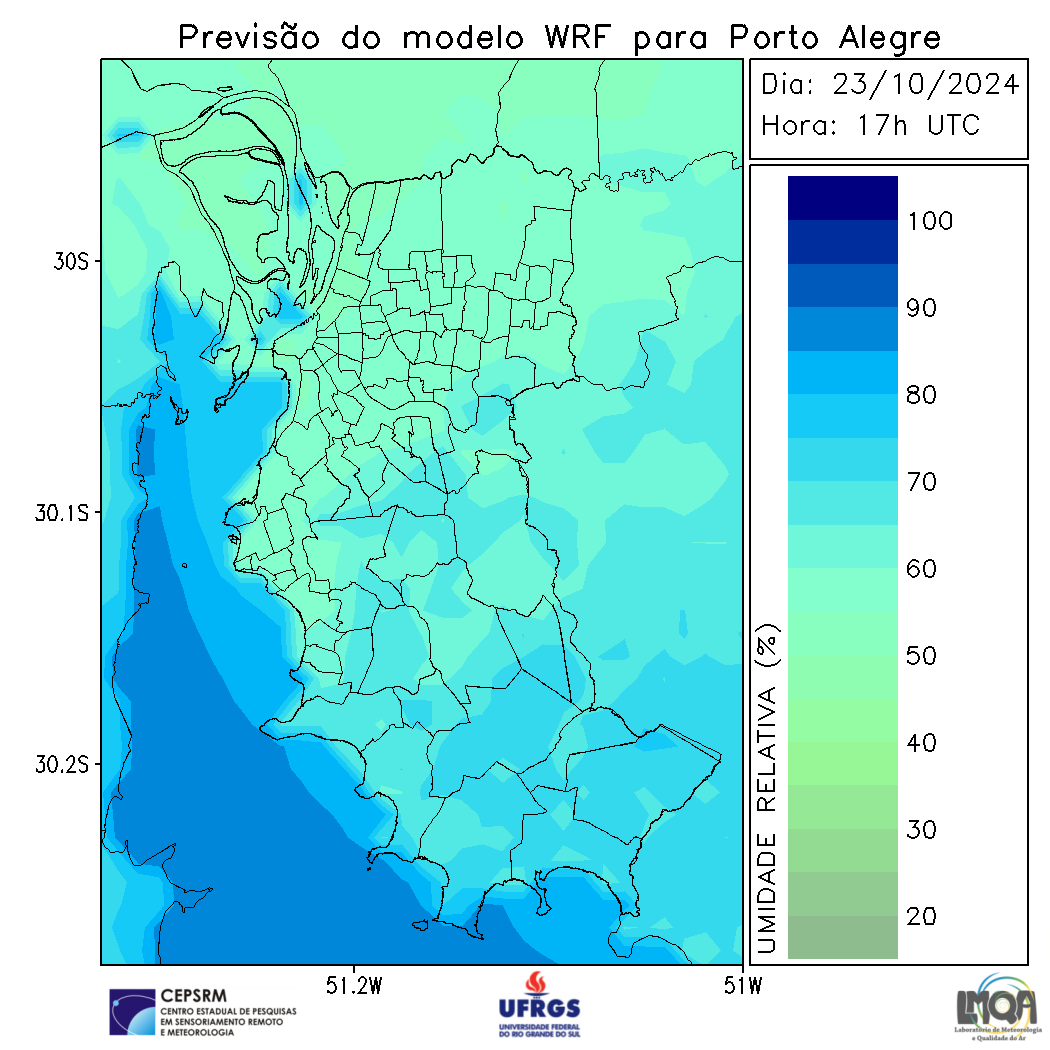 Previsão do modelo WRF para Porto Alegre
Dia: 23/10/2024
Hora: 17h UTC
30S
30.1S
30.2S
51.2W
51W
UMIDADE RELATIVA (%)
100
90
80
70
60
50
40
30
20
CEPSRM
CENTRO ESTADUAL DE PESQUISAS
EM SENSORIAMENTO REMOTO
E METEOROLOGIA
UFRGS
UNIVERSIDADE FEDERAL
DO RIO GRANDE DO SUL
LMQA
Laboratório de Meteorologia
e Qualidade do Ar